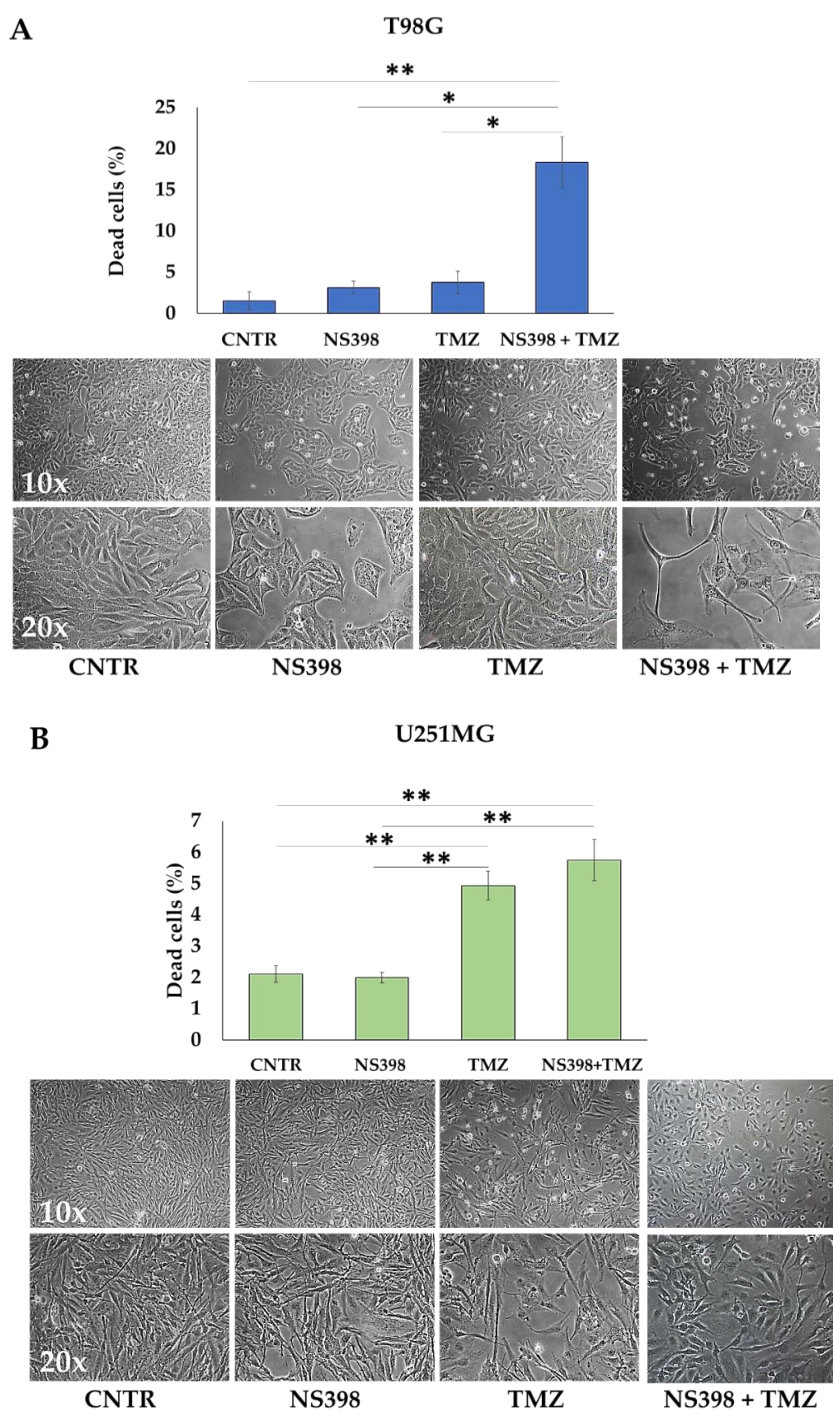 A
T98G
**
*
*
25
20
15
10
5
0
Dead cells (%)
CNTR NS398 TMZ NS398 + TMZ
10x
20x
CNTR NS398 TMZ NS398 + TMZ
B
U251MG
**
**
**
**
7
6
5
4
3
2
1
0
Dead cells (%)
CNTR NS398 TMZ NS398+TMZ
10x
20x
CNTR NS398 TMZ NS398 + TMZ